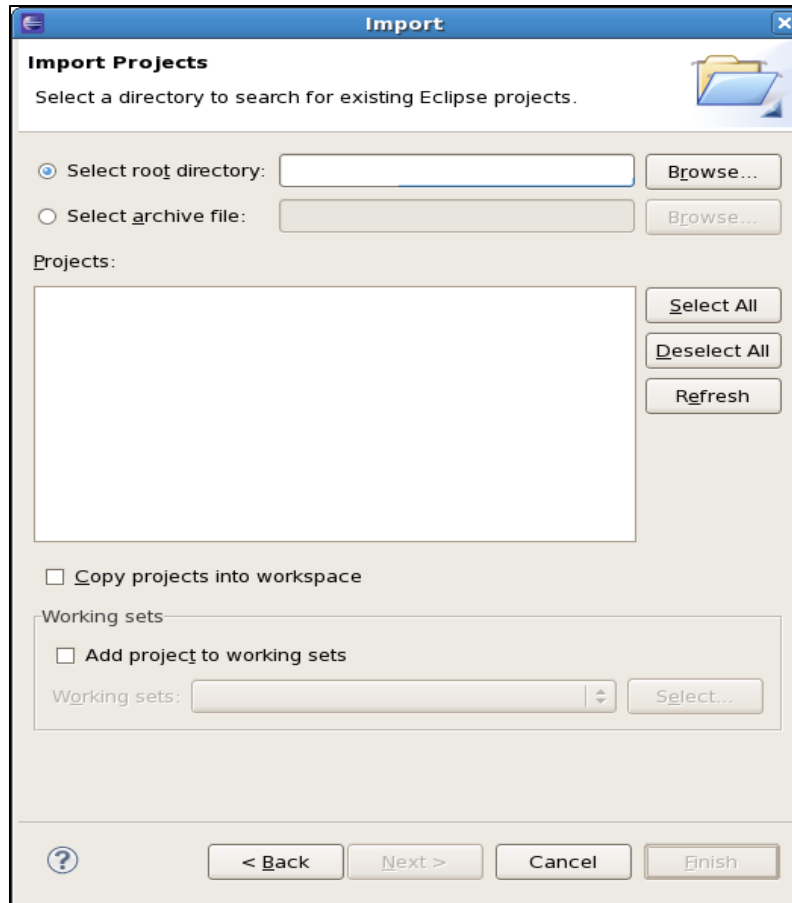 Import
Import Projects
Select a directory to search for existing Eclipse projects.
Select root directory:
Browse...
Select archive file:
Browse...
Projects:
Select All
Deselect All
Refresh
Copy projects into workspace
Working sets
Add project to working sets
Working sets:
Select...
?
< Back
Next >
Cancel
Finish